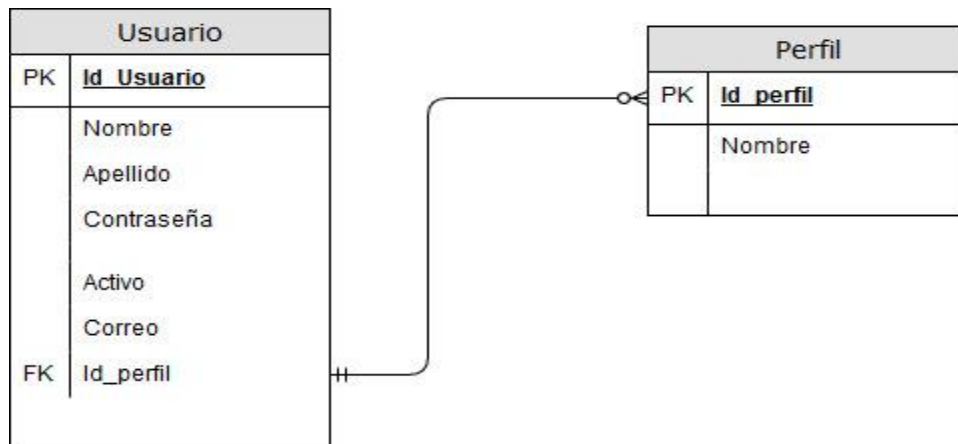 Usuario
PK Id_Usuario
Nombre
Apellido
Contraseña
Activo
Correo
FK Id_perfil
Perfil
PK Id_perfil
Nombre